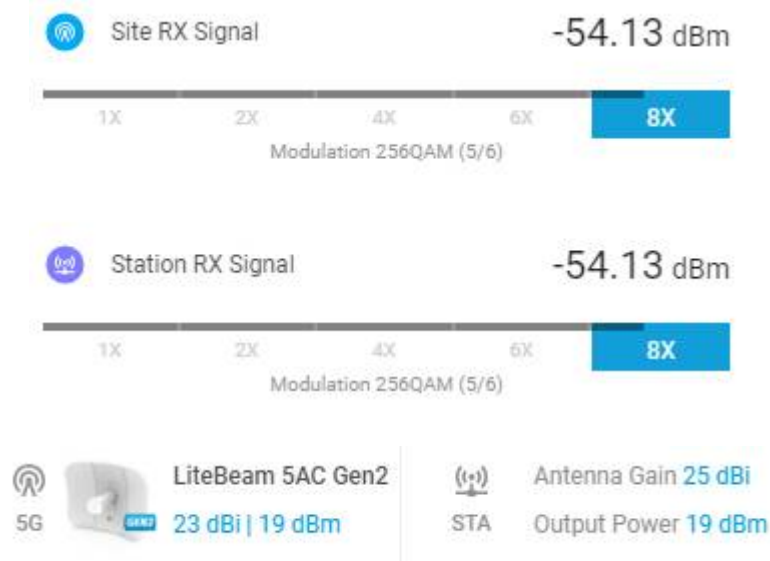 Site RX Signal -54.13 dBm
1X 2X 4X 6X 8X
Modulation 256QAM (5/6)
Station RX Signal -54.13 dBm
1X 2X 4X 6X 8X
Modulation 256QAM (5/6)
LiteBeam 5AC Gen2
5G GEN2 23 dBi | 19 dBm
Antenna Gain 25 dBi
STA Output Power 19 dBm